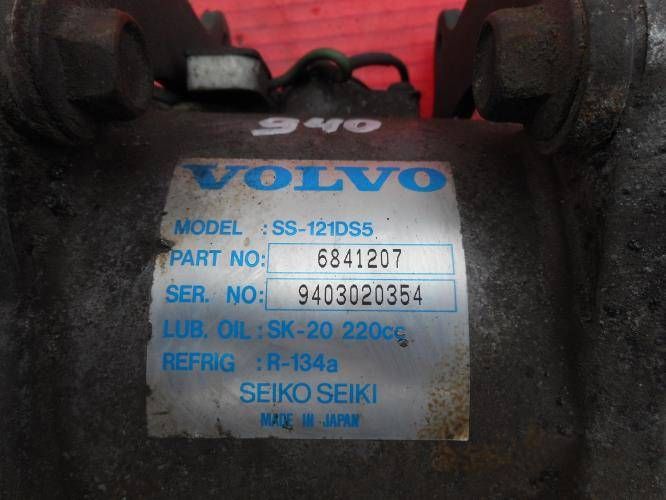 940
VOLVO
MODEL : SS-121DS5
PART NO: 6841207
SER. NO: 9403020354
LUB. OIL : SK-20 220cc
REFRIG : R-134a
SEIKO SEIKI
MADE IN JAPAN